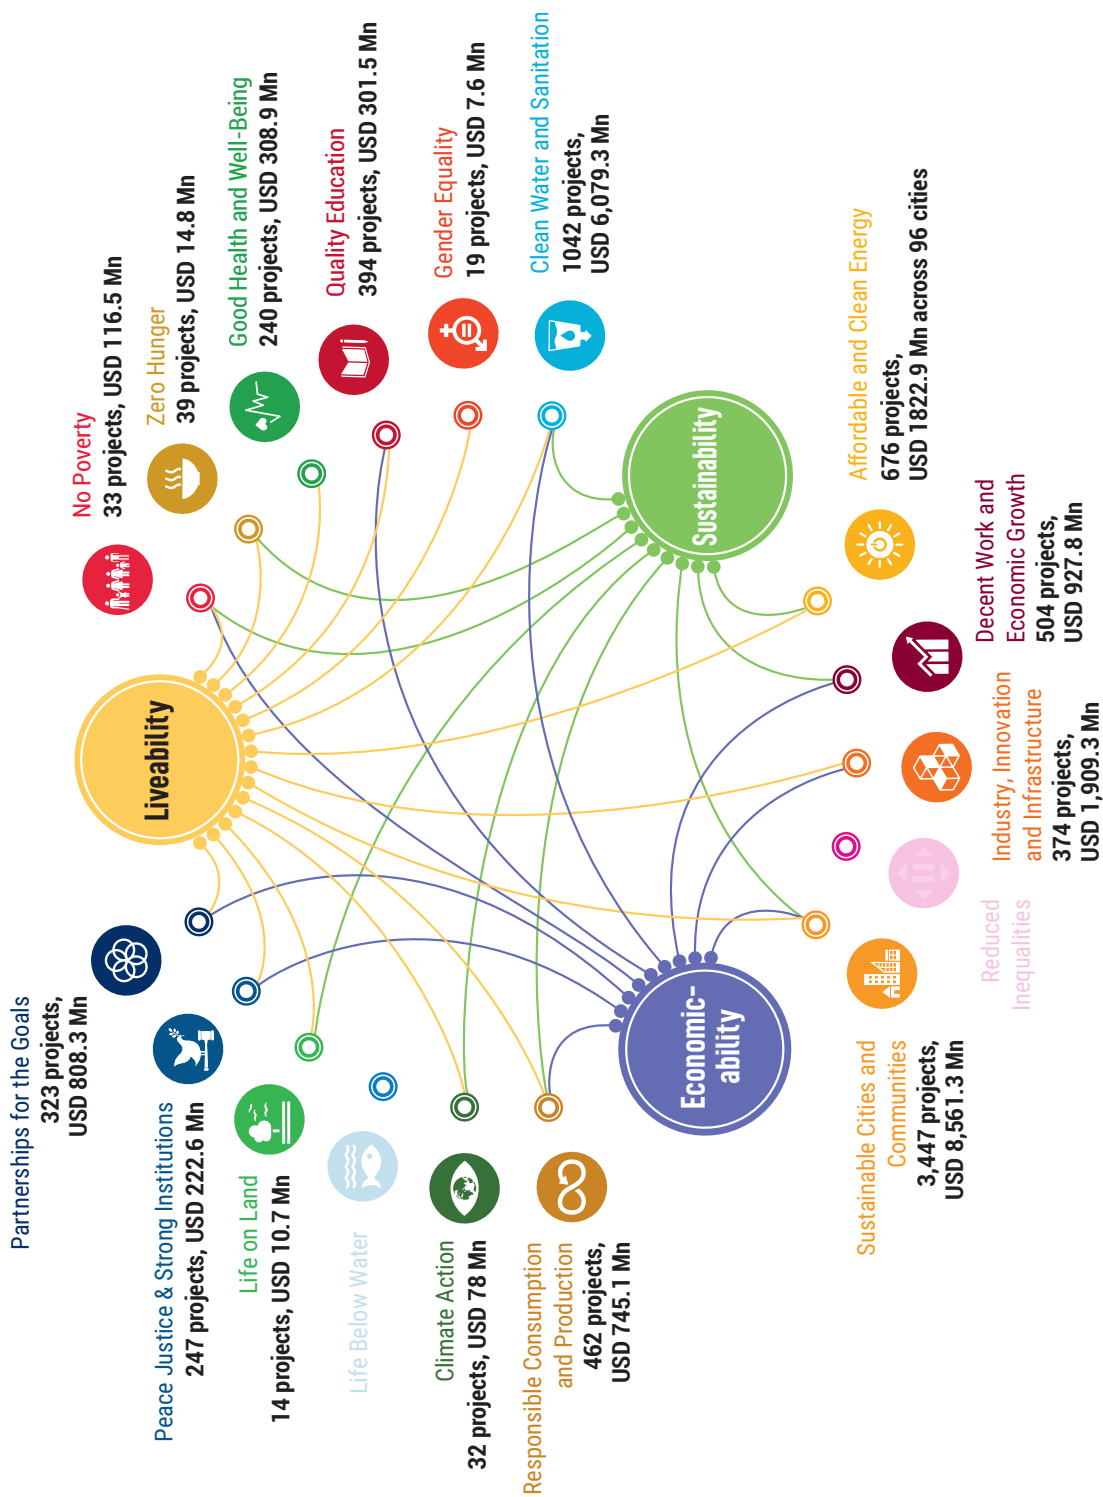 No Poverty
33 projects, USD 116.5 Mn
Zero Hunger
39 projects, USD 14.8 Mn
Good Health and Well-Being
240 projects, USD 308.9 Mn
Quality Education
394 projects, USD 301.5 Mn
Gender Equality
19 projects, USD 7.6 Mn
Clean Water and Sanitation
1042 projects,
USD 6,079.3 Mn
Affordable and Clean Energy
676 projects,
USD 1822.9 Mn across 96 cities
Decent Work and
Economic Growth
504 projects,
USD 927.8 Mn
Industry, Innovation
and Infrastructure
374 projects,
USD 1,909.3 Mn
Reduced
Inequalities
Sustainable Cities and
Communities
3,447 projects,
USD 8,561.3 Mn
Responsible Consumption
and Production
462 projects,
USD 745.1 Mn
Climate Action
32 projects, USD 78 Mn
Life Below Water
Life on Land
14 projects, USD 10.7 Mn
Peace Justice & Strong Institutions
247 projects, USD 222.6 Mn
Partnerships for the Goals
323 projects,
USD 808.3 Mn
Liveability
Sustainability
Economic-
ability